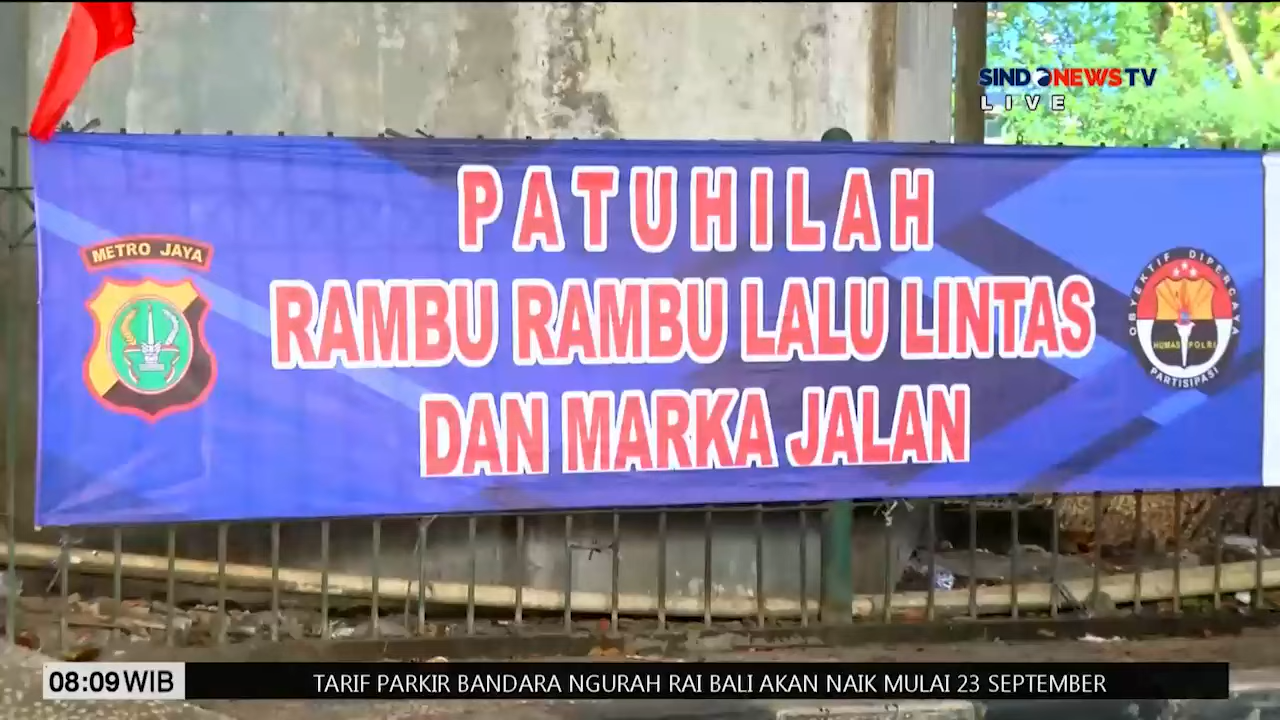 SINDONEWSTV
LIVE
PATUHILAH
RAMBU RAMBU LALU LINTAS
DAN MARKA JALAN
METRO JAYA
OBYEKTIF DIPERCAYA
HUMAS POLRI
PARTISIPASI
08:09 WIB
TARIF PARKIR BANDARA NGURAH RAI BALI AKAN NAIK MULAI 23 SEPTEMBER